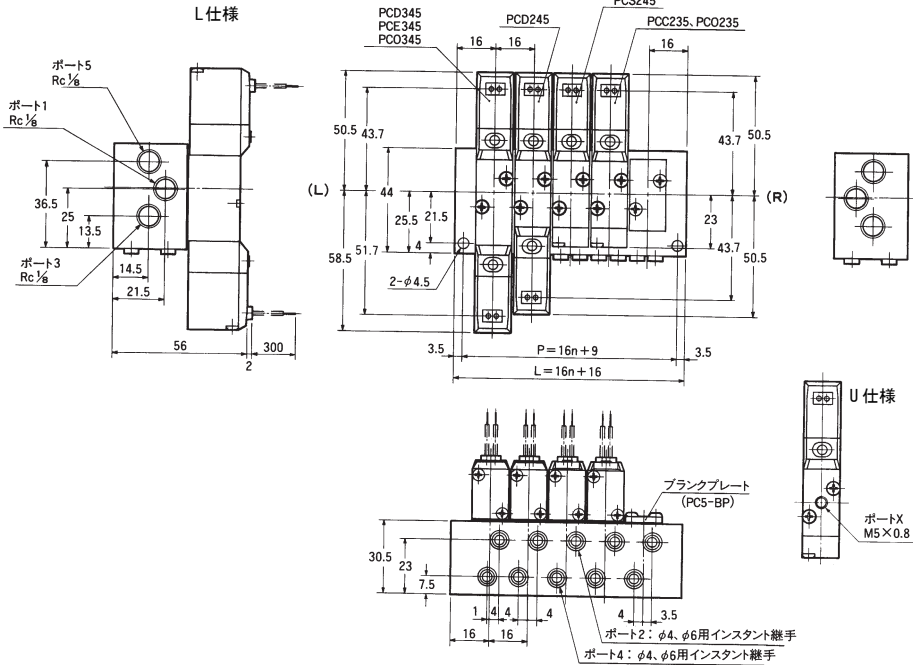 L仕様
ポート5
Rc⅛
ポート1
Rc⅛
36.5
25
13.5
ポート3
Rc⅛
14.5
21.5
56
2
300
PCD345
PCE345
PCO345
PCD245
PCS245
PCC235、PCO235
16
16
16
50.5
43.7
44
(L)
25.5
21.5
4
58.5
51.7
2-φ4.5
43.7
50.5
(R)
23
43.7
50.5
3.5
P=16n+9
3.5
L=16n+16
U仕様
ポートX
M5×0.8
ブランクプレート
(PC5-BP)
30.5
23
7.5
1
4
4
4
4
3.5
16
16
ポート2：φ4、φ6用インスタント継手
ポート4：φ4、φ6用インスタント継手